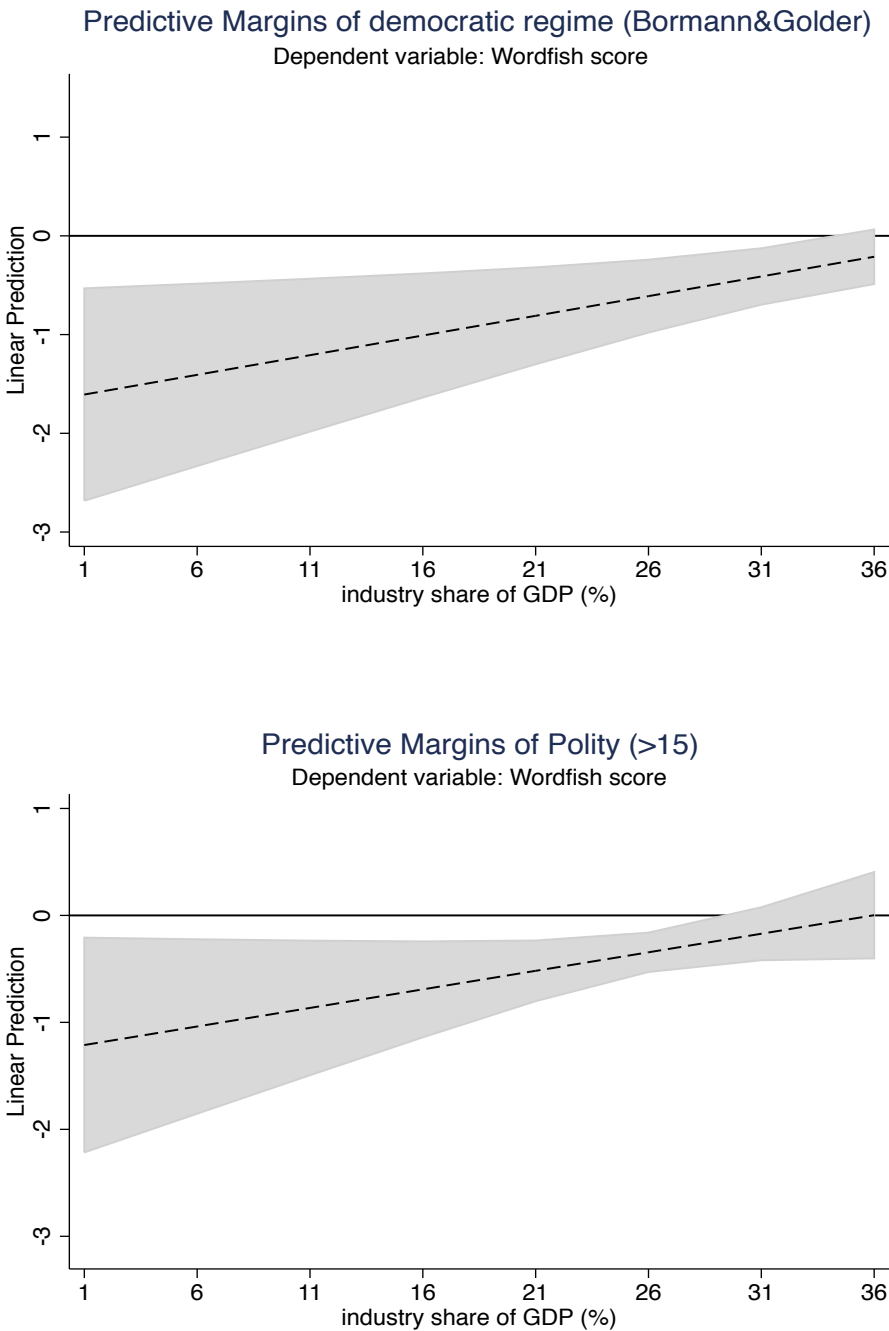 Predictive Margins of democratic regime (Bormann&Golder)
Dependent variable: Wordfish score
Linear Prediction
1
0
-1
-2
-3
1 6 11 16 21 26 31 36
industry share of GDP (%)
Predictive Margins of Polity (>15)
Dependent variable: Wordfish score
Linear Prediction
1
0
-1
-2
-3
1 6 11 16 21 26 31 36
industry share of GDP (%)